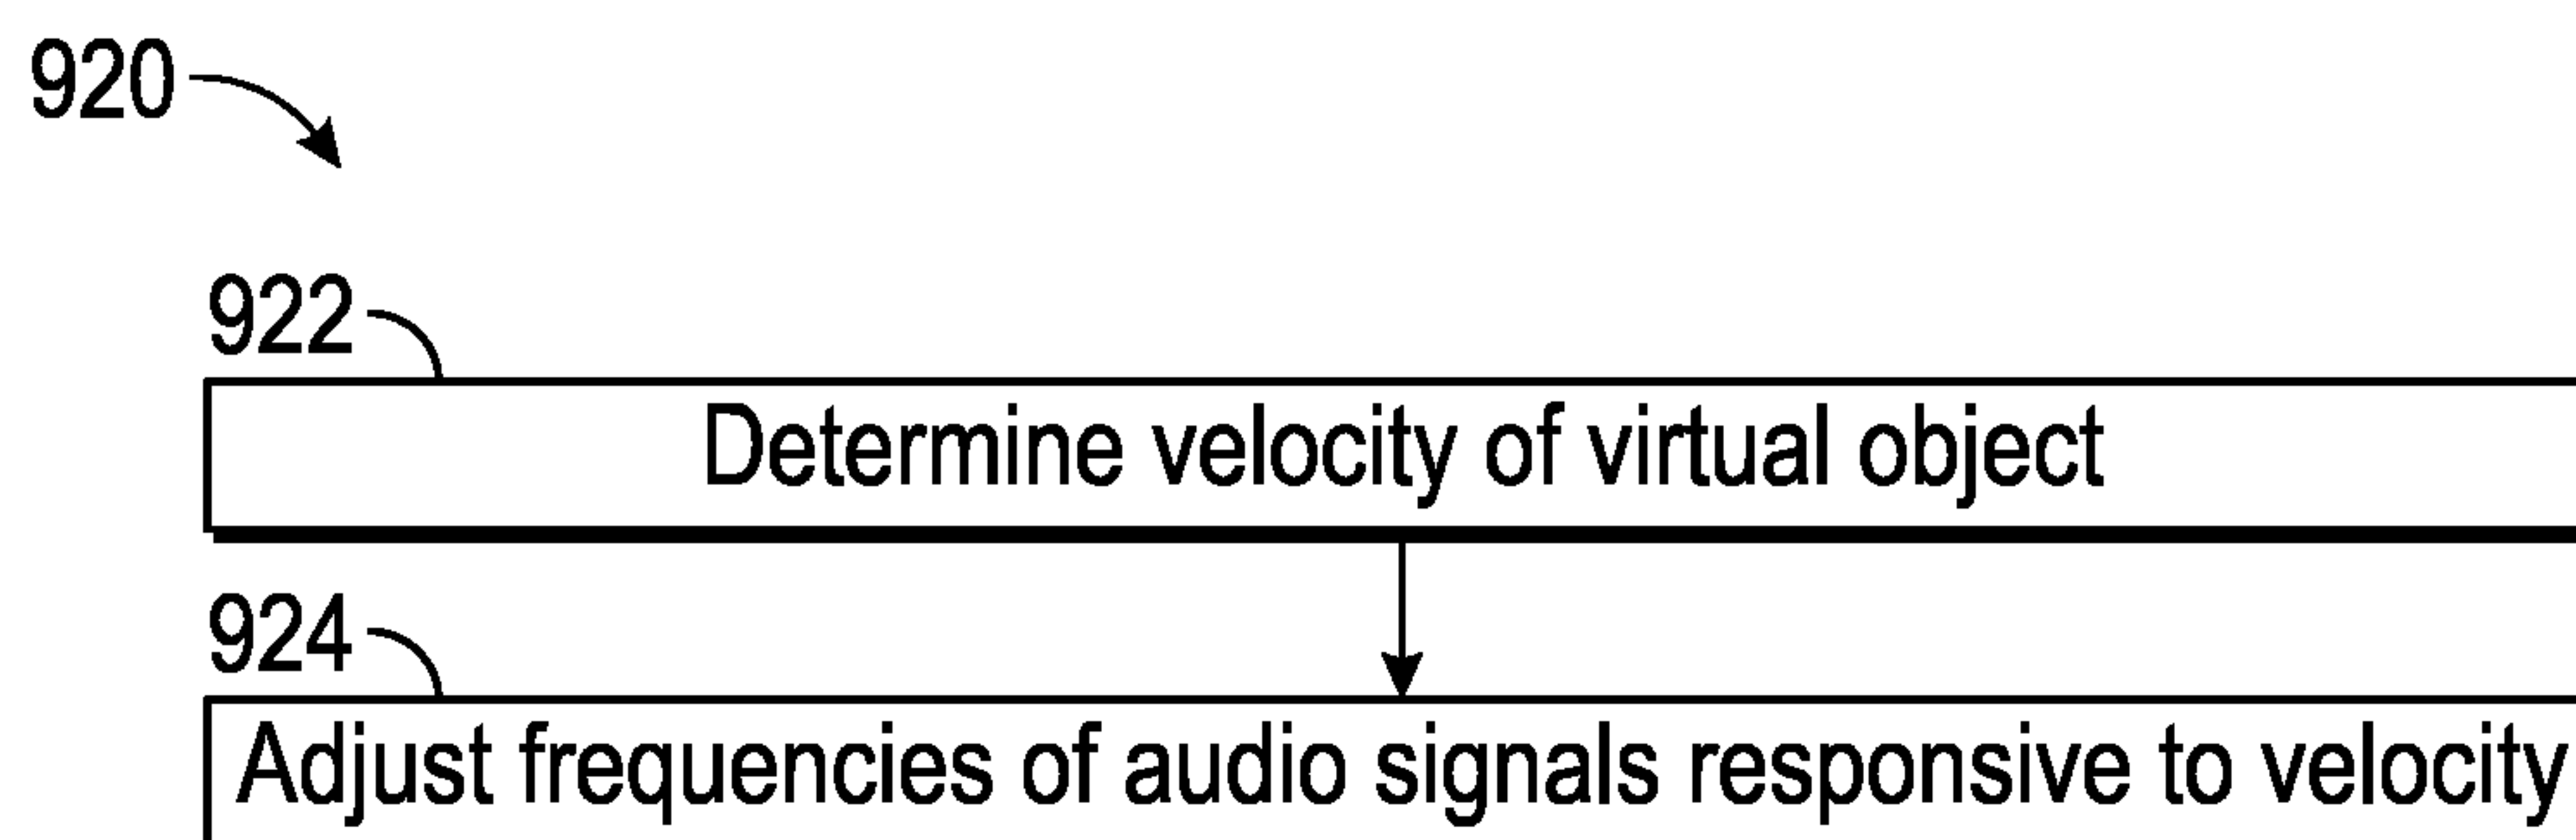 920
922
Determine velocity of virtual object
924
Adjust frequencies of audio signals responsive to velocity